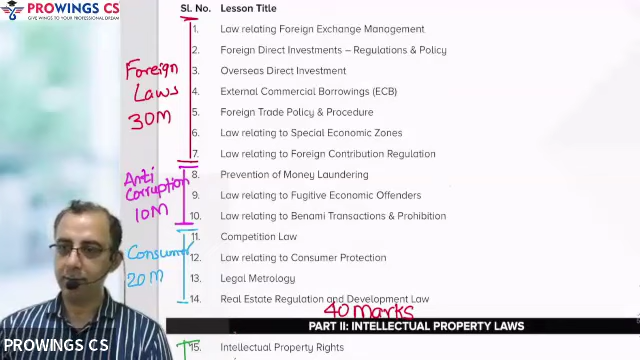 PROWINGS CS
GIVE WINGS TO YOUR PROFESSIONAL DREAM
Sl. No. Lesson Title
1. Law relating Foreign Exchange Management
2. Foreign Direct Investments – Regulations & Policy
3. Overseas Direct Investment
4. External Commercial Borrowings (ECB)
5. Foreign Trade Policy & Procedure
6. Law relating to Special Economic Zones
7. Law relating to Foreign Contribution Regulation
Foreign
Laws
30M
8. Prevention of Money Laundering
9. Law relating to Fugitive Economic Offenders
10. Law relating to Benami Transactions & Prohibition
Anti
Corruption
10M
11. Competition Law
12. Law relating to Consumer Protection
13. Legal Metrology
14. Real Estate Regulation and Development Law
Consumer
20M
40 Marks
PART II: INTELLECTUAL PROPERTY LAWS
15. Intellectual Property Rights
PROWINGS CS